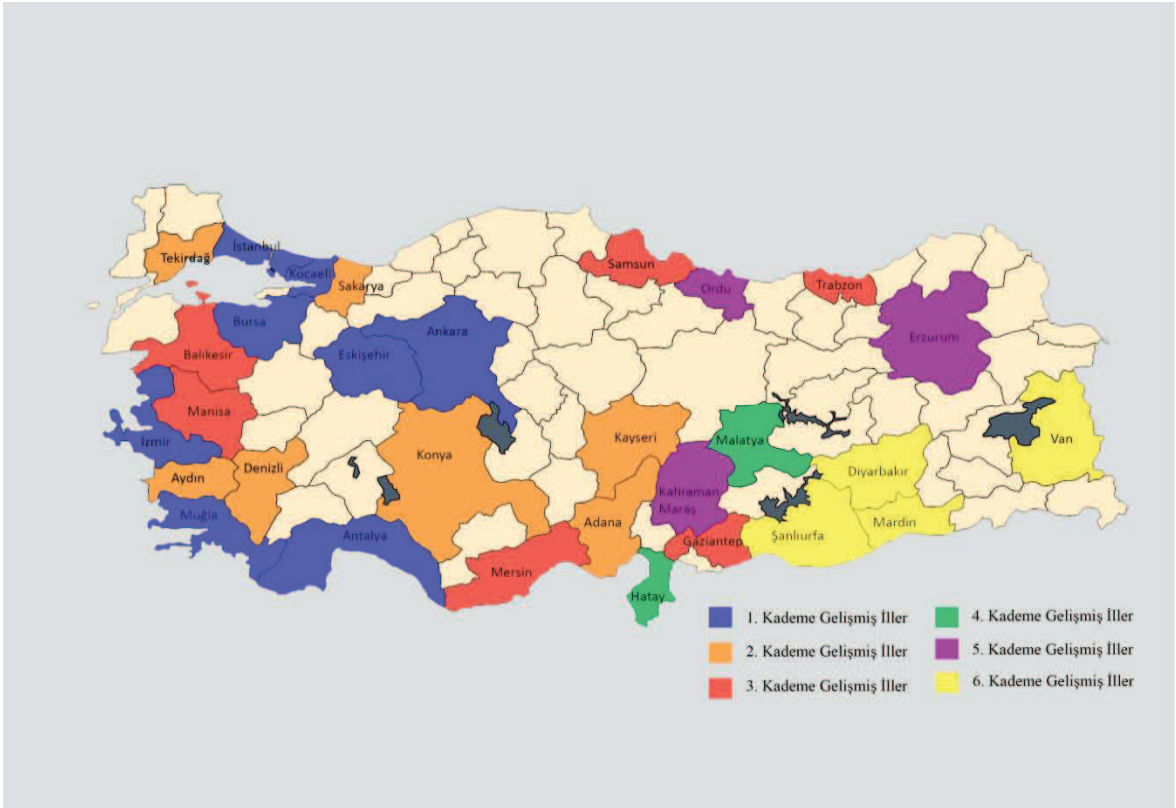 İstanbul
Tekirdağ
Kocaeli
Sakarya
Samsun
Ordu
Trabzon
Bursa
Ankara
Erzurum
Balıkesir
Eskişehir
Manisa
İzmir
Kayseri
Malatya
Van
Konya
Denizli
Aydın
Diyarbakır
Kahraman
Maraş
Muğla
Adana
Mardin
Antalya
Şanlıurfa
Gaziantep
Mersin
Hatay
1. Kademe Gelişmiş İller
2. Kademe Gelişmiş İller
3. Kademe Gelişmiş İller
4. Kademe Gelişmiş İller
5. Kademe Gelişmiş İller
6. Kademe Gelişmiş İller